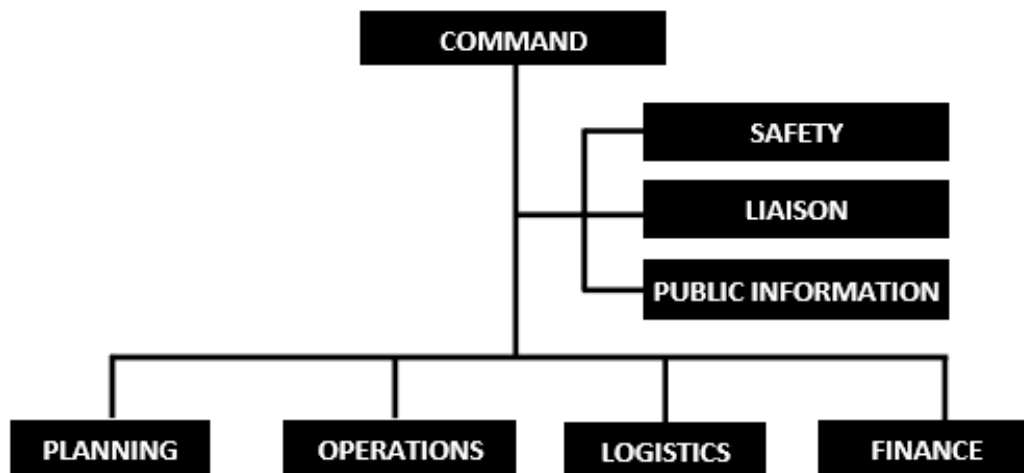 COMMAND
SAFETY
LIAISON
PUBLIC INFORMATION
PLANNING
OPERATIONS
LOGISTICS
FINANCE